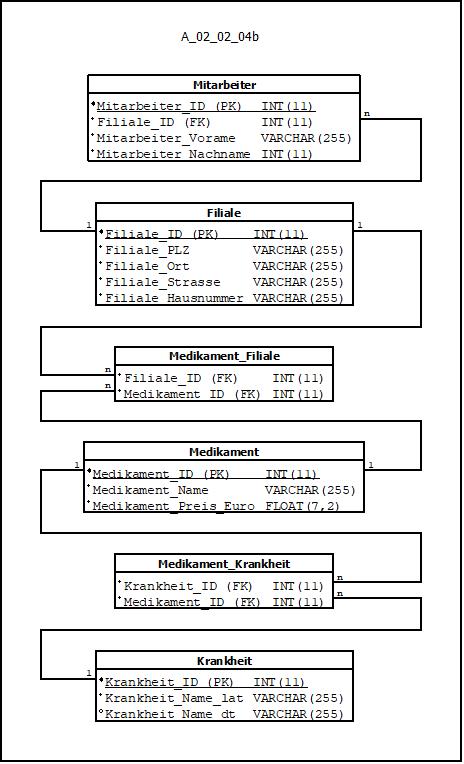 A_02_02_04b
Mitarbeiter
Mitarbeiter_ID (PK) INT(11)
n
Filiale_ID (FK) INT(11)
Mitarbeiter_Vorame VARCHAR(255)
Mitarbeiter_Nachname INT(11)
Filiale
1
1
Filiale_ID (PK) INT(11)
Filiale_PLZ VARCHAR(255)
Filiale_Ort VARCHAR(255)
Filiale_Strasse VARCHAR(255)
Filiale_Hausnummer VARCHAR(255)
Medikament_Filiale
n
Filiale_ID (FK) INT(11)
n
Medikament_ID (FK) INT(11)
Medikament
1
1
Medikament_ID (PK) INT(11)
Medikament_Name VARCHAR(255)
Medikament_Preis_Euro FLOAT(7,2)
Medikament_Krankheit
n
Krankheit_ID (FK) INT(11)
n
Medikament_ID (FK) INT(11)
Krankheit
1
Krankheit_ID (PK) INT(11)
Krankheit_Name_lat VARCHAR(255)
Krankheit_Name_dt VARCHAR(255)